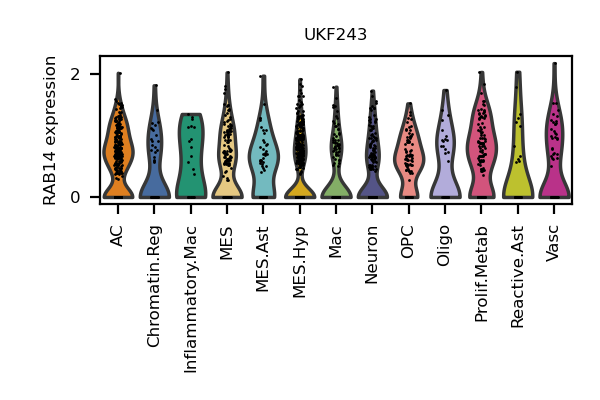 UKF243
RAB14 expression
2
0
AC
Chromatin.Reg
Inflammatory.Mac
MES
MES.Ast
MES.Hyp
Mac
Neuron
OPC
Oligo
Prolif.Metab
Reactive.Ast
Vasc